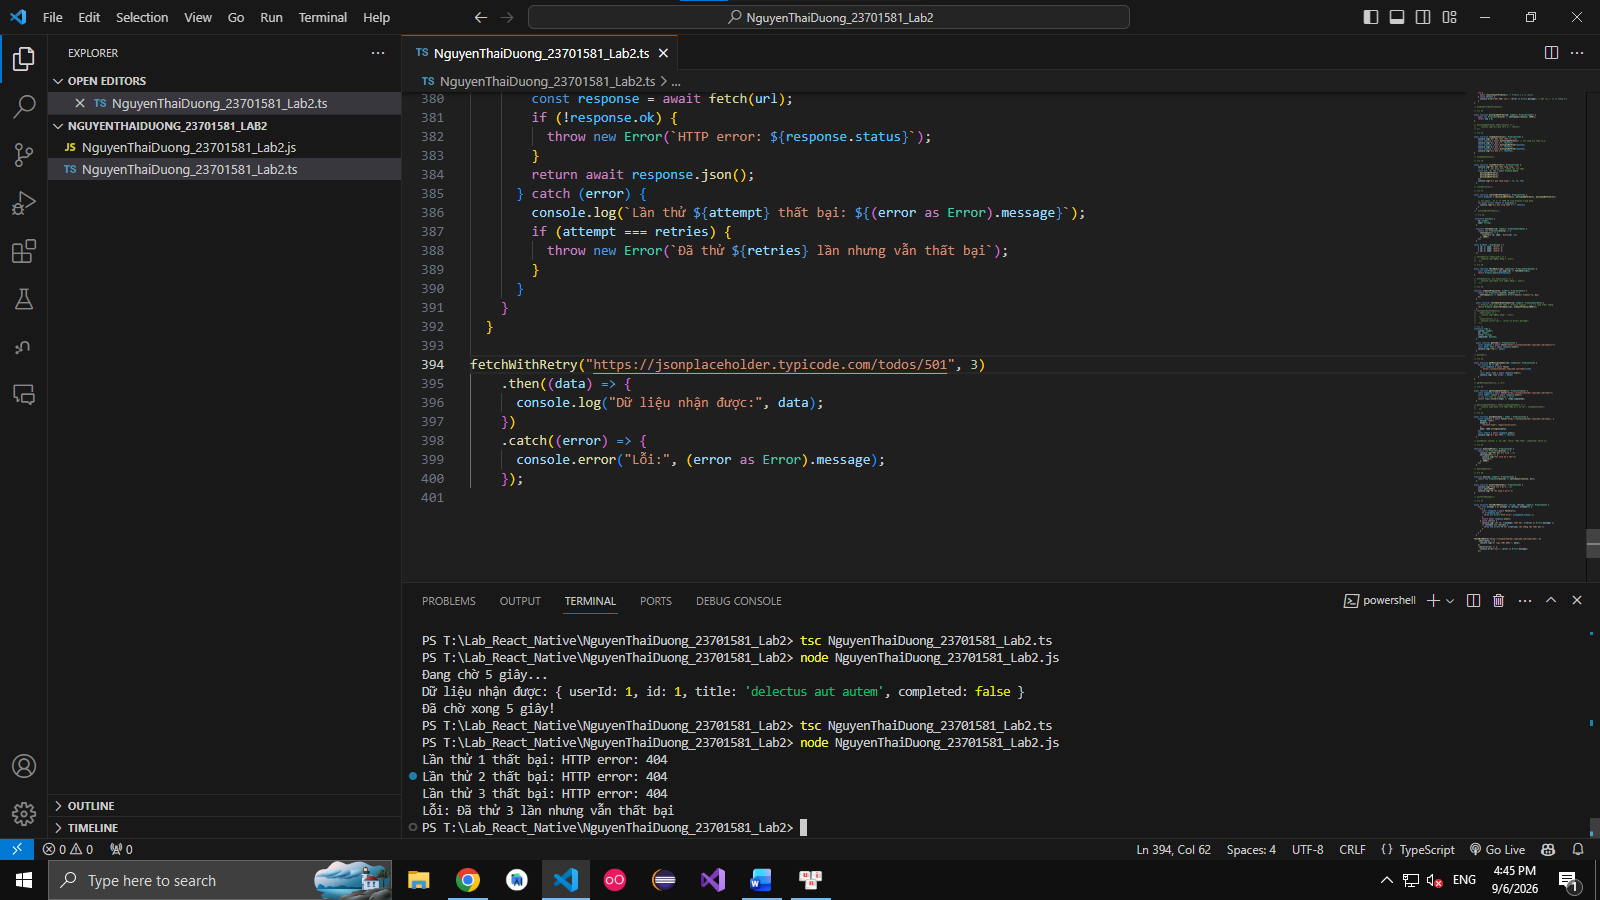 File Edit Selection View Go Run Terminal Help
NguyenThaiDuong_23701581_Lab2
EXPLORER
OPEN EDITORS
TS NguyenThaiDuong_23701581_Lab2.ts
NGUYENTHAIDUONG_23701581_LAB2
JS NguyenThaiDuong_23701581_Lab2.js
TS NguyenThaiDuong_23701581_Lab2.ts
OUTLINE
TIMELINE
TS NguyenThaiDuong_23701581_Lab2.ts
TS NguyenThaiDuong_23701581_Lab2.ts > ...
380 const response = await fetch(url);
381 if (!response.ok) {
382 throw new Error(`HTTP error: ${response.status}`);
383 }
384 return await response.json();
385 } catch (error) {
386 console.log(`Lần thử ${attempt} thất bại: ${(error as Error).message}`);
387 if (attempt === retries) {
388 throw new Error(`Đã thử ${retries} lần nhưng vẫn thất bại`);
389 }
390 }
391 }
392 }
393
394 fetchWithRetry("https://jsonplaceholder.typicode.com/todos/501", 3)
395 .then((data) => {
396 console.log("Dữ liệu nhận được:", data);
397 })
398 .catch((error) => {
399 console.error("Lỗi:", (error as Error).message);
400 });
401
PROBLEMS OUTPUT TERMINAL PORTS DEBUG CONSOLE
powershell
PS T:\Lab_React_Native\NguyenThaiDuong_23701581_Lab2> tsc NguyenThaiDuong_23701581_Lab2.ts
PS T:\Lab_React_Native\NguyenThaiDuong_23701581_Lab2> node NguyenThaiDuong_23701581_Lab2.js
Đang chờ 5 giây...
Dữ liệu nhận được: { userId: 1, id: 1, title: 'delectus aut autem', completed: false }
Đã chờ xong 5 giây!
PS T:\Lab_React_Native\NguyenThaiDuong_23701581_Lab2> tsc NguyenThaiDuong_23701581_Lab2.ts
PS T:\Lab_React_Native\NguyenThaiDuong_23701581_Lab2> node NguyenThaiDuong_23701581_Lab2.js
Lần thử 1 thất bại: HTTP error: 404
Lần thử 2 thất bại: HTTP error: 404
Lần thử 3 thất bại: HTTP error: 404
Lỗi: Đã thử 3 lần nhưng vẫn thất bại
PS T:\Lab_React_Native\NguyenThaiDuong_23701581_Lab2>
0 0 0
Ln 394, Col 62 Spaces: 4 UTF-8 CRLF {} TypeScript Go Live
Type here to search
ENG
4:45 PM
9/6/2026
1